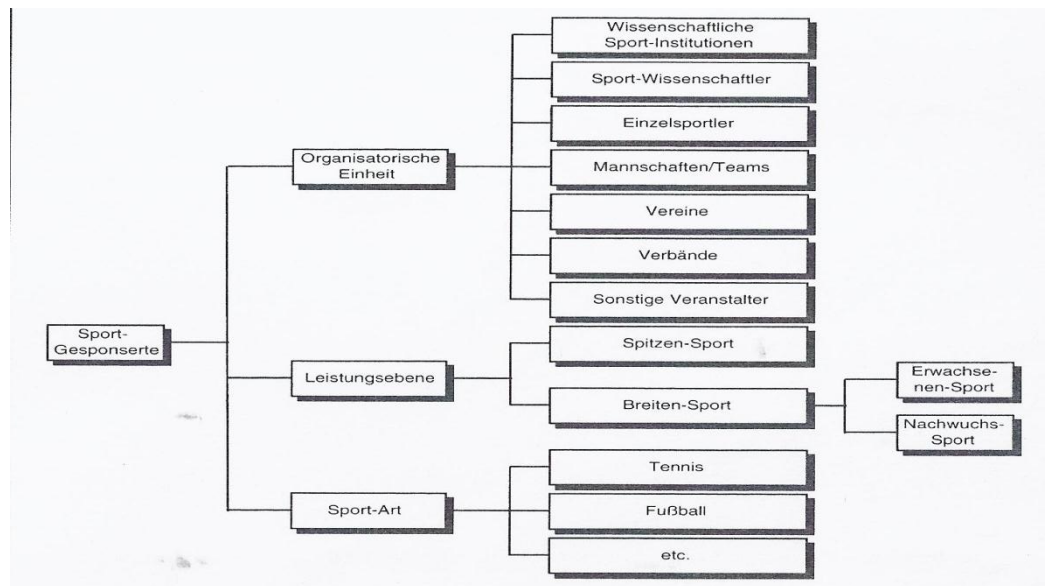 Wissenschaftliche
Sport-Institutionen
Sport-Wissenschaftler
Einzelsportler
Organisatorische
Einheit
Mannschaften/Teams
Vereine
Verbände
Sonstige Veranstalter
Sport-
Gesponserte
Leistungsebene
Spitzen-Sport
Breiten-Sport
Erwachse-
nen-Sport
Nachwuchs-
Sport
Sport-Art
Tennis
Fußball
etc.